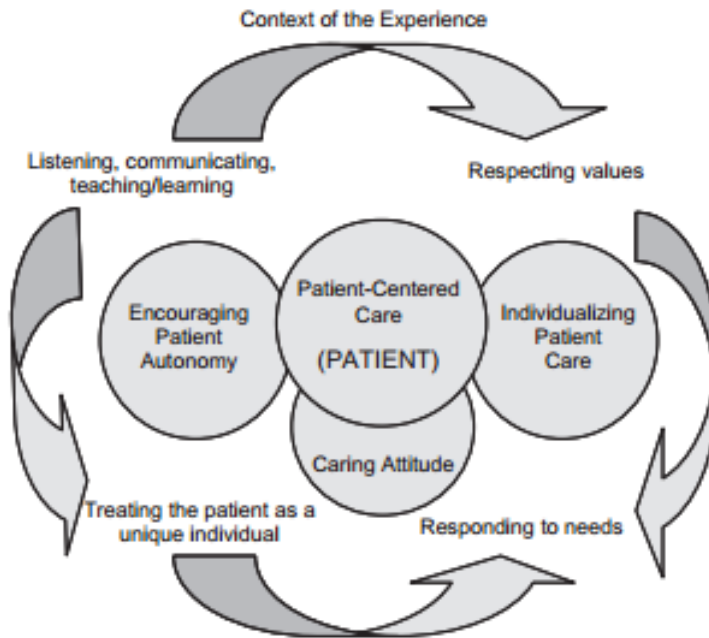 Context of the Experience
Listening, communicating,
teaching/learning
Respecting values
Encouraging
Patient
Autonomy
Patient-Centered
Care
(PATIENT)
Individualizing
Patient
Care
Caring Attitude
Treating the patient as a
unique individual
Responding to needs